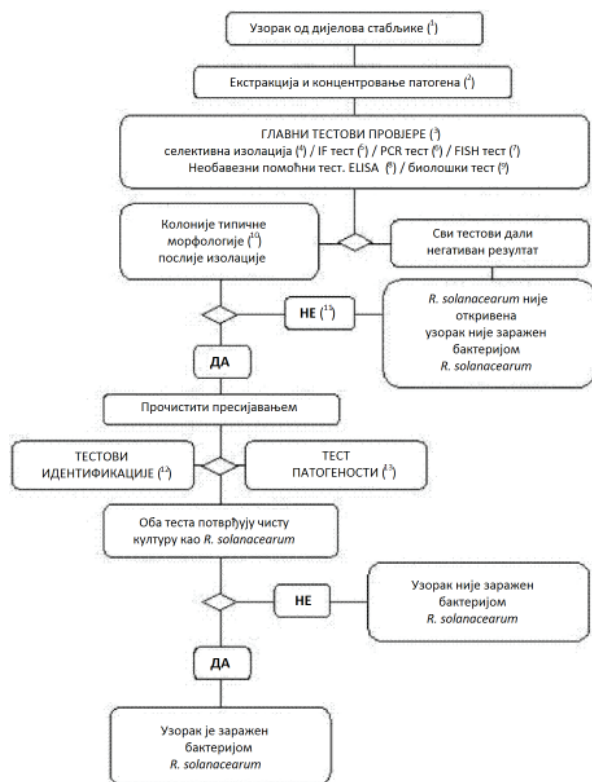 Узорак од дијелова стабљике (¹)
Екстракција и концентровање патогена (²)
ГЛАВНИ ТЕСТОВИ ПРОВЈЕРЕ (³)
селективна изолација (⁴) / IF тест (⁵) / PCR тест (⁶) / FISH тест (⁷)
Необавезни помоћни тест. ELISA (⁸) / биолошки тест (⁹)
Колоније типичне
морфологије (¹⁰)
послије изолације
Сви тестови дали
негативан резултат
НЕ (¹¹)
R. solanacearum није
откривена
узорак није заражен
бактеријом
R. solanacearum
ДА
Прочистити пресијавањем
ТЕСТОВИ
ИДЕНТИФИКАЦИЈЕ (¹²)
ТЕСТ
ПАТОГЕНОСТИ (¹³)
Оба теста потврђују чисту
културу као R. solanacearum
НЕ
Узорак није заражен
бактеријом
R. solanacearum
ДА
Узорак је заражен
бактеријом
R. solanacearum